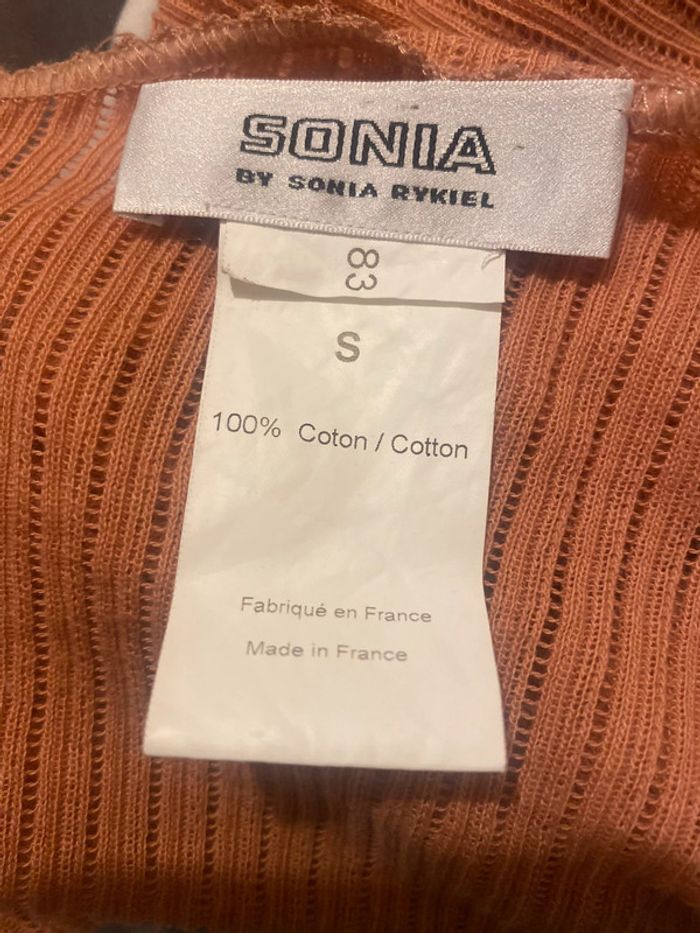 SONIA
BY SONIA RYKIEL
83
S
100% Coton / Cotton
Fabriqué en France
Made in France